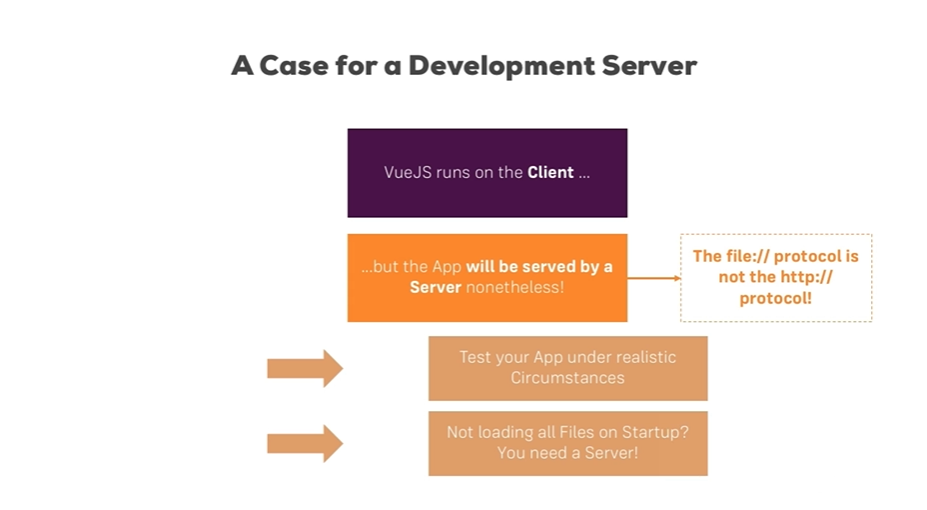 A Case for a Development Server
VueJS runs on the Client ...
...but the App will be served by a
Server nonetheless!
The file:// protocol is
not the http://
protocol!
Test your App under realistic
Circumstances
Not loading all Files on Startup?
You need a Server!